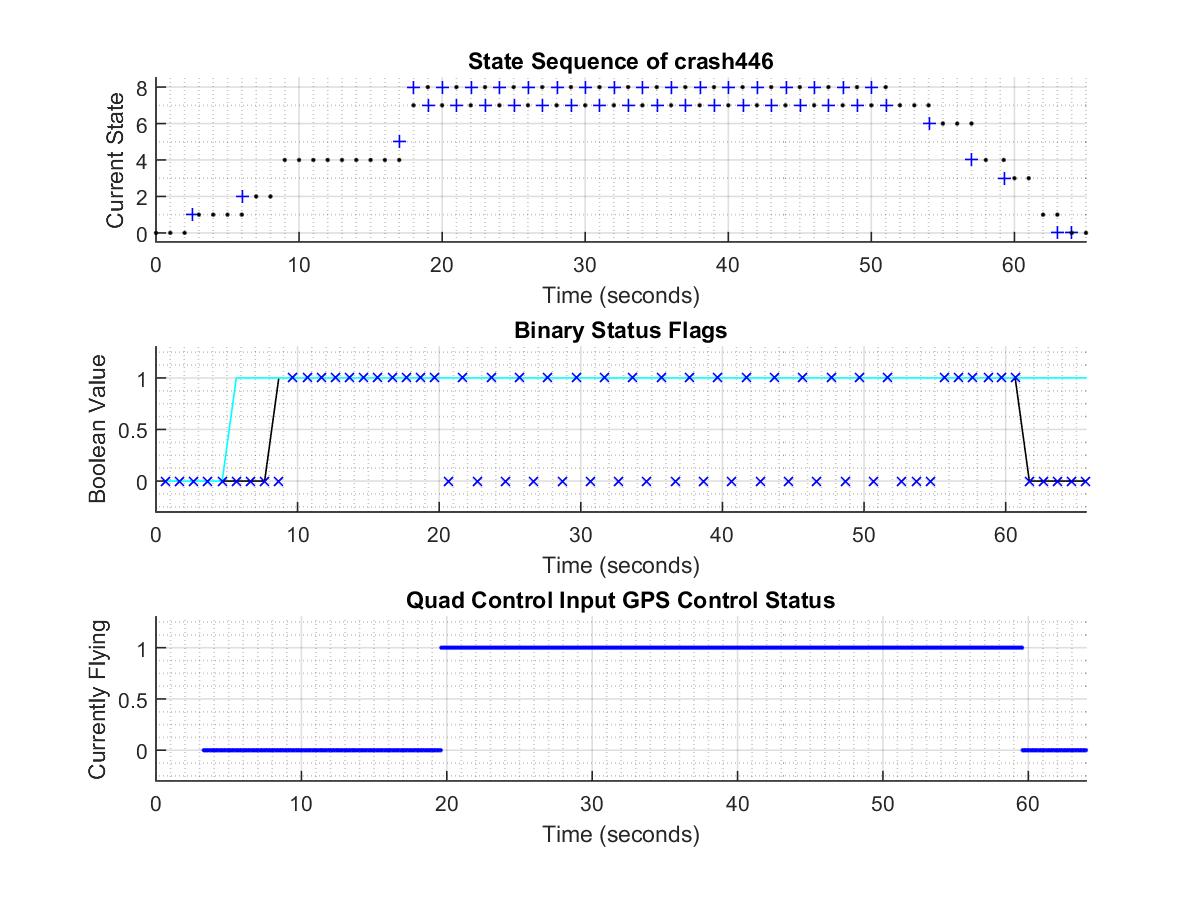 State Sequence of crash446
8
6
4
2
0
Current State
0 10 20 30 40 50 60
Time (seconds)
Binary Status Flags
1
0.5
0
Boolean Value
0 10 20 30 40 50 60
Time (seconds)
Quad Control Input GPS Control Status
1
0.5
0
Currently Flying
0 10 20 30 40 50 60
Time (seconds)